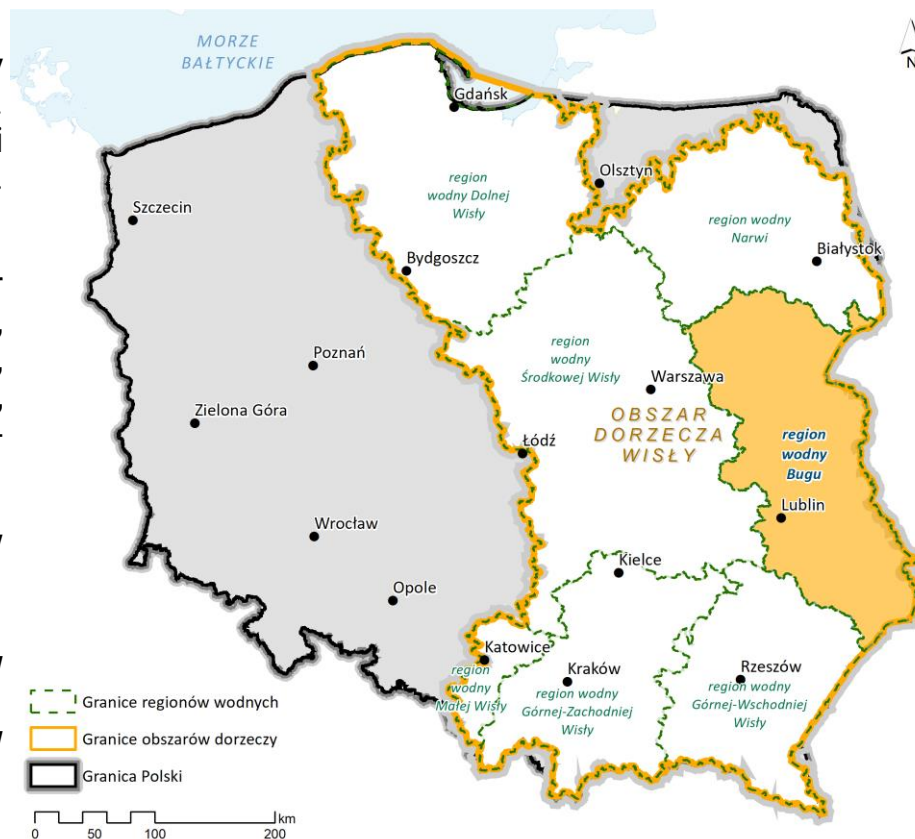 MORZE
BAŁTYCKIE
N
Gdańsk
Olsztyn
region
wodny Dolnej
Wisły
Szczecin
region wodny
Narwi
Białystok
Bydgoszcz
region
wodny
Środkowej Wisły
Poznań
Warszawa
Zielona Góra
OBSZAR
DORZECZA
WISŁY
Łódź
region
wodny
Bugu
Lublin
Wrocław
Kielce
Opole
Katowice
region
wodny
Małej Wisły
Kraków
region wodny
Górnej-Zachodniej
Wisły
Rzeszów
region wodny
Górnej-Wschodniej
Wisły
Granice regionów wodnych
Granice obszarów dorzeczy
Granica Polski
km
0 50 100 200